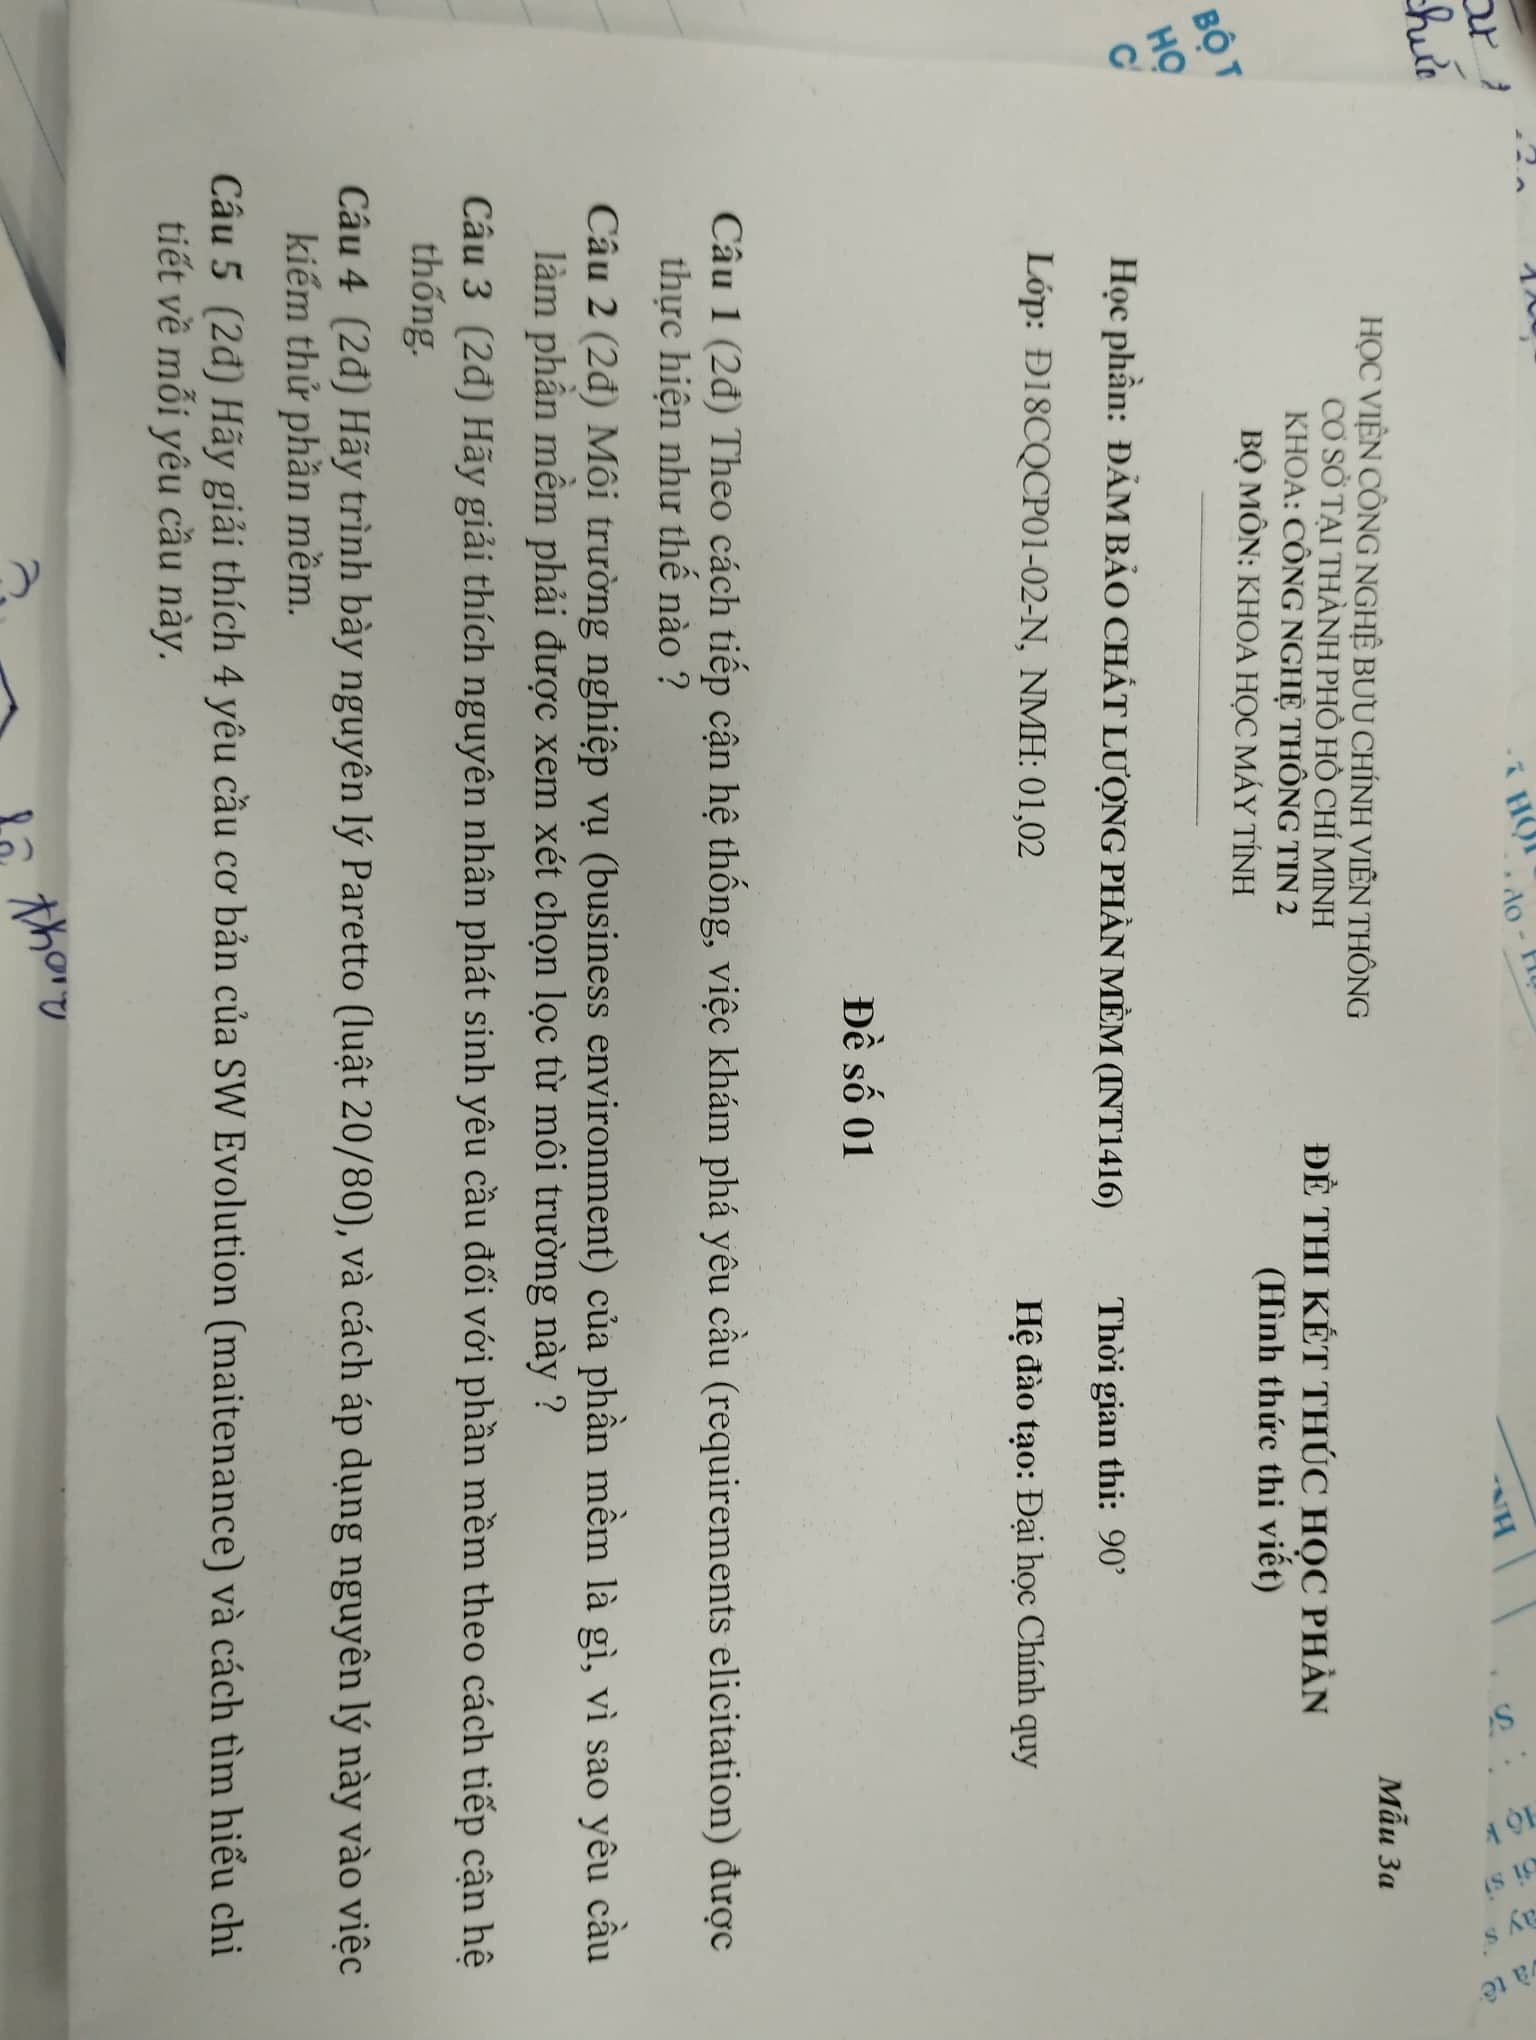 Mẫu 3a
HỌC VIỆN CÔNG NGHỆ BƯU CHÍNH VIỄN THÔNG
CƠ SỞ TẠI THÀNH PHỐ HỒ CHÍ MINH
KHOA: CÔNG NGHỆ THÔNG TIN 2
BỘ MÔN: KHOA HỌC MÁY TÍNH
ĐỀ THI KẾT THÚC HỌC PHẦN
(Hình thức thi viết)
Học phần: ĐẢM BẢO CHẤT LƯỢNG PHẦN MỀM (INT1416) Thời gian thi: 90’
Lớp: Đ18CQCP01-02-N, NMH: 01,02 Hệ đào tạo: Đại học Chính quy
Đề số 01
Câu 1 (2đ) Theo cách tiếp cận hệ thống, việc khám phá yêu cầu (requirements elicitation) được
thực hiện như thế nào ?
Câu 2 (2đ) Môi trường nghiệp vụ (business environment) của phần mềm là gì, vì sao yêu cầu
làm phần mềm phải được xem xét chọn lọc từ môi trường này ?
Câu 3 (2đ) Hãy giải thích nguyên nhân phát sinh yêu cầu đối với phần mềm theo cách tiếp cận hệ
thống.
Câu 4 (2đ) Hãy trình bày nguyên lý Paretto (luật 20/80), và cách áp dụng nguyên lý này vào việc
kiểm thử phần mềm.
Câu 5 (2đ) Hãy giải thích 4 yêu cầu cơ bản của SW Evolution (maitenance) và cách tìm hiểu chi
tiết về mỗi yêu cầu này.
BỘ T
HỌ